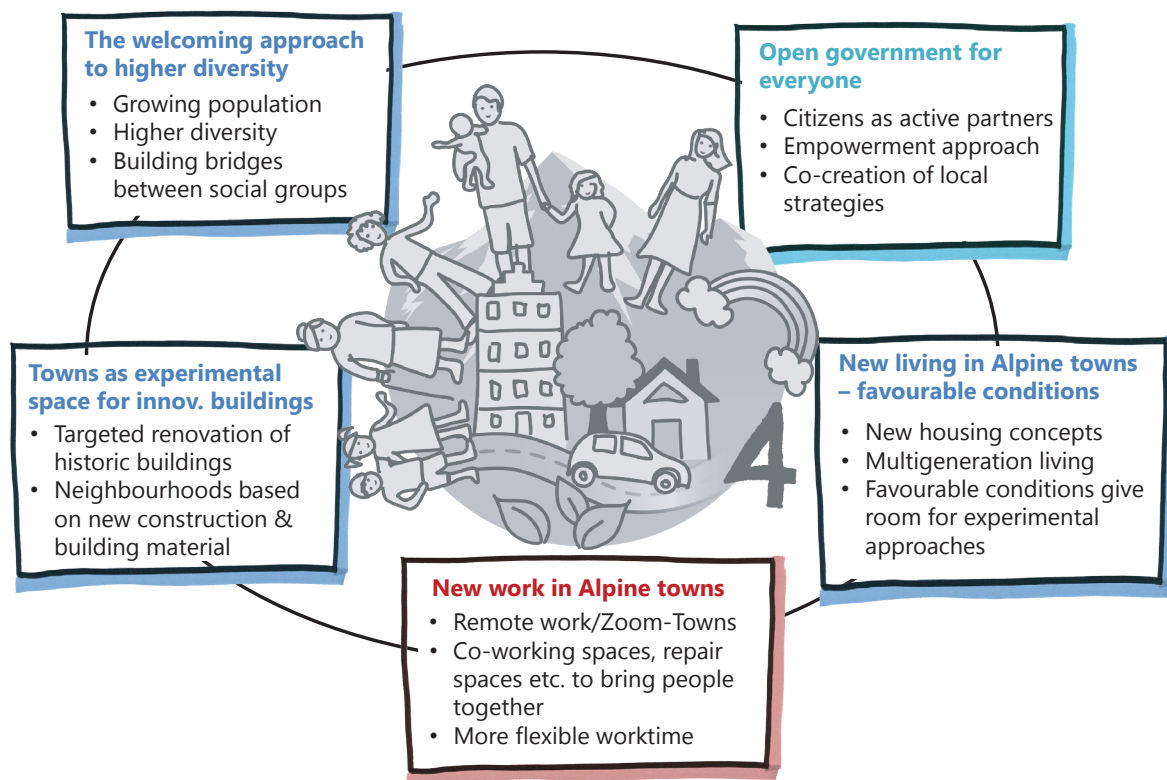 The welcoming approach
to higher diversity
• Growing population
• Higher diversity
• Building bridges
between social groups
Open government for
everyone
• Citizens as active partners
• Empowerment approach
• Co-creation of local
strategies
Towns as experimental
space for innov. buildings
• Targeted renovation of
historic buildings
• Neighbourhoods based
on new construction &
building material
New living in Alpine towns
– favourable conditions
• New housing concepts
• Multigeneration living
• Favourable conditions give
room for experimental
approaches
4
New work in Alpine towns
• Remote work/Zoom-Towns
• Co-working spaces, repair
spaces etc. to bring people
together
• More flexible worktime